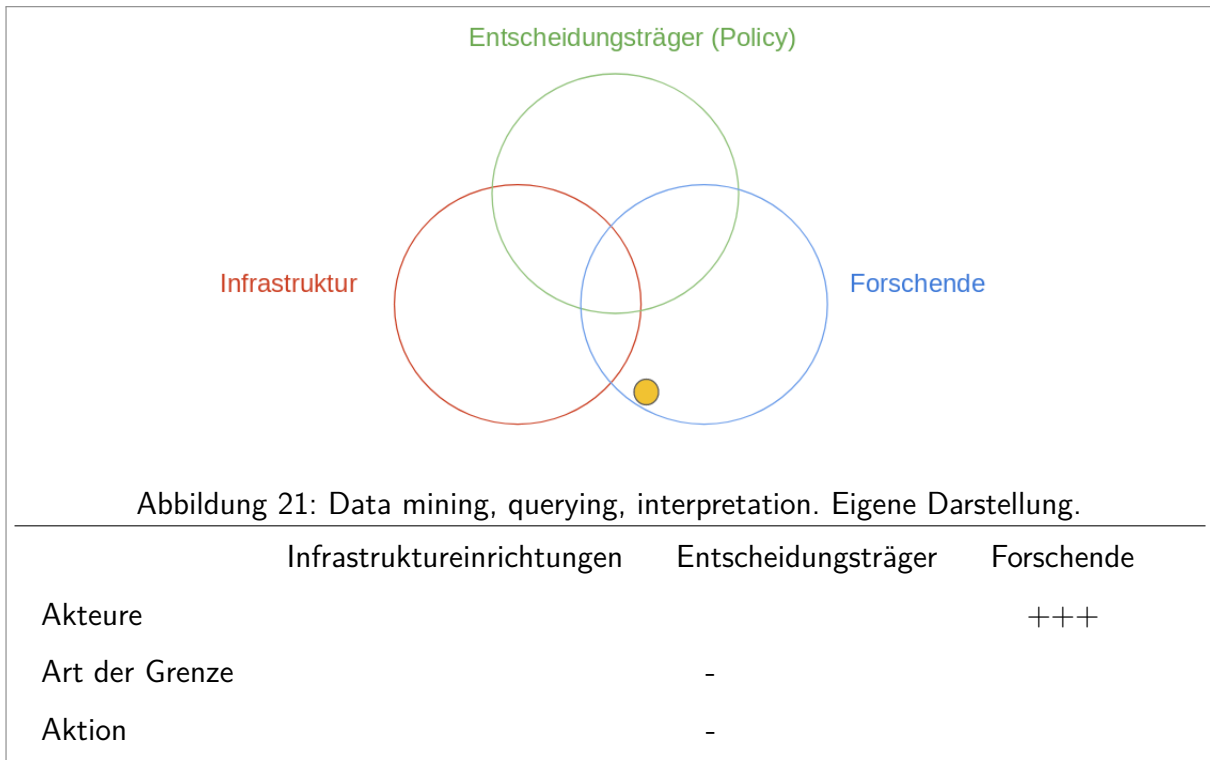 Entscheidungsträger (Policy)
Infrastruktur
Forschende
Abbildung 21: Data mining, querying, interpretation. Eigene Darstellung.
Infrastruktureinrichtungen Entscheidungsträger Forschende
Akteure +++
Art der Grenze -
Aktion -